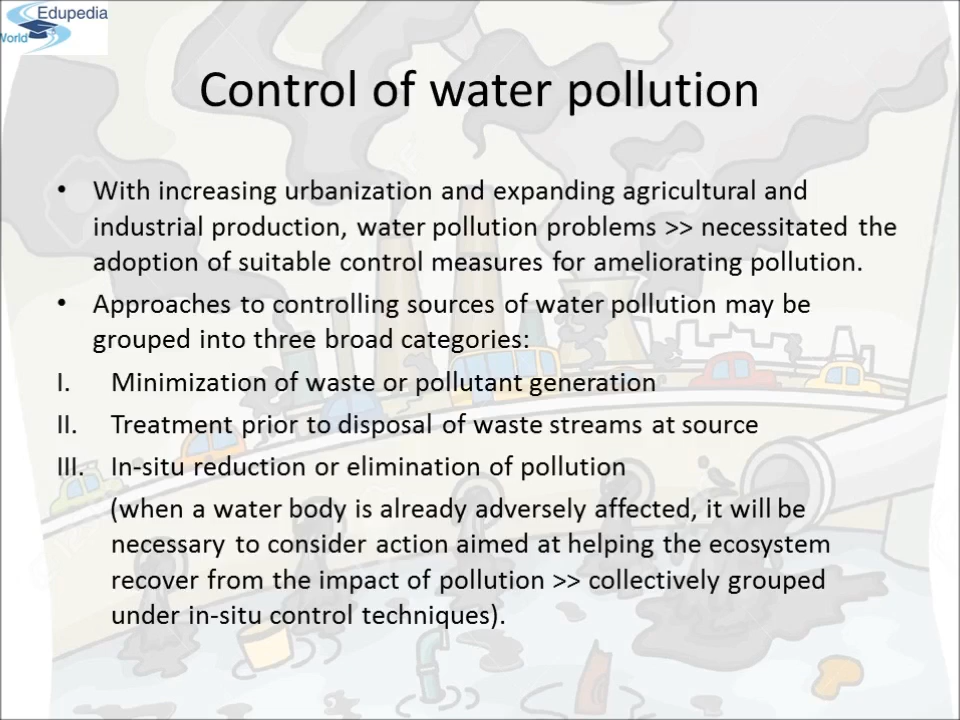 Edupedia
World
Control of water pollution
• With increasing urbanization and expanding agricultural and
industrial production, water pollution problems >> necessitated the
adoption of suitable control measures for ameliorating pollution.
• Approaches to controlling sources of water pollution may be
grouped into three broad categories:
I. Minimization of waste or pollutant generation
II. Treatment prior to disposal of waste streams at source
III. In-situ reduction or elimination of pollution
(when a water body is already adversely affected, it will be
necessary to consider action aimed at helping the ecosystem
recover from the impact of pollution >> collectively grouped
under in-situ control techniques).